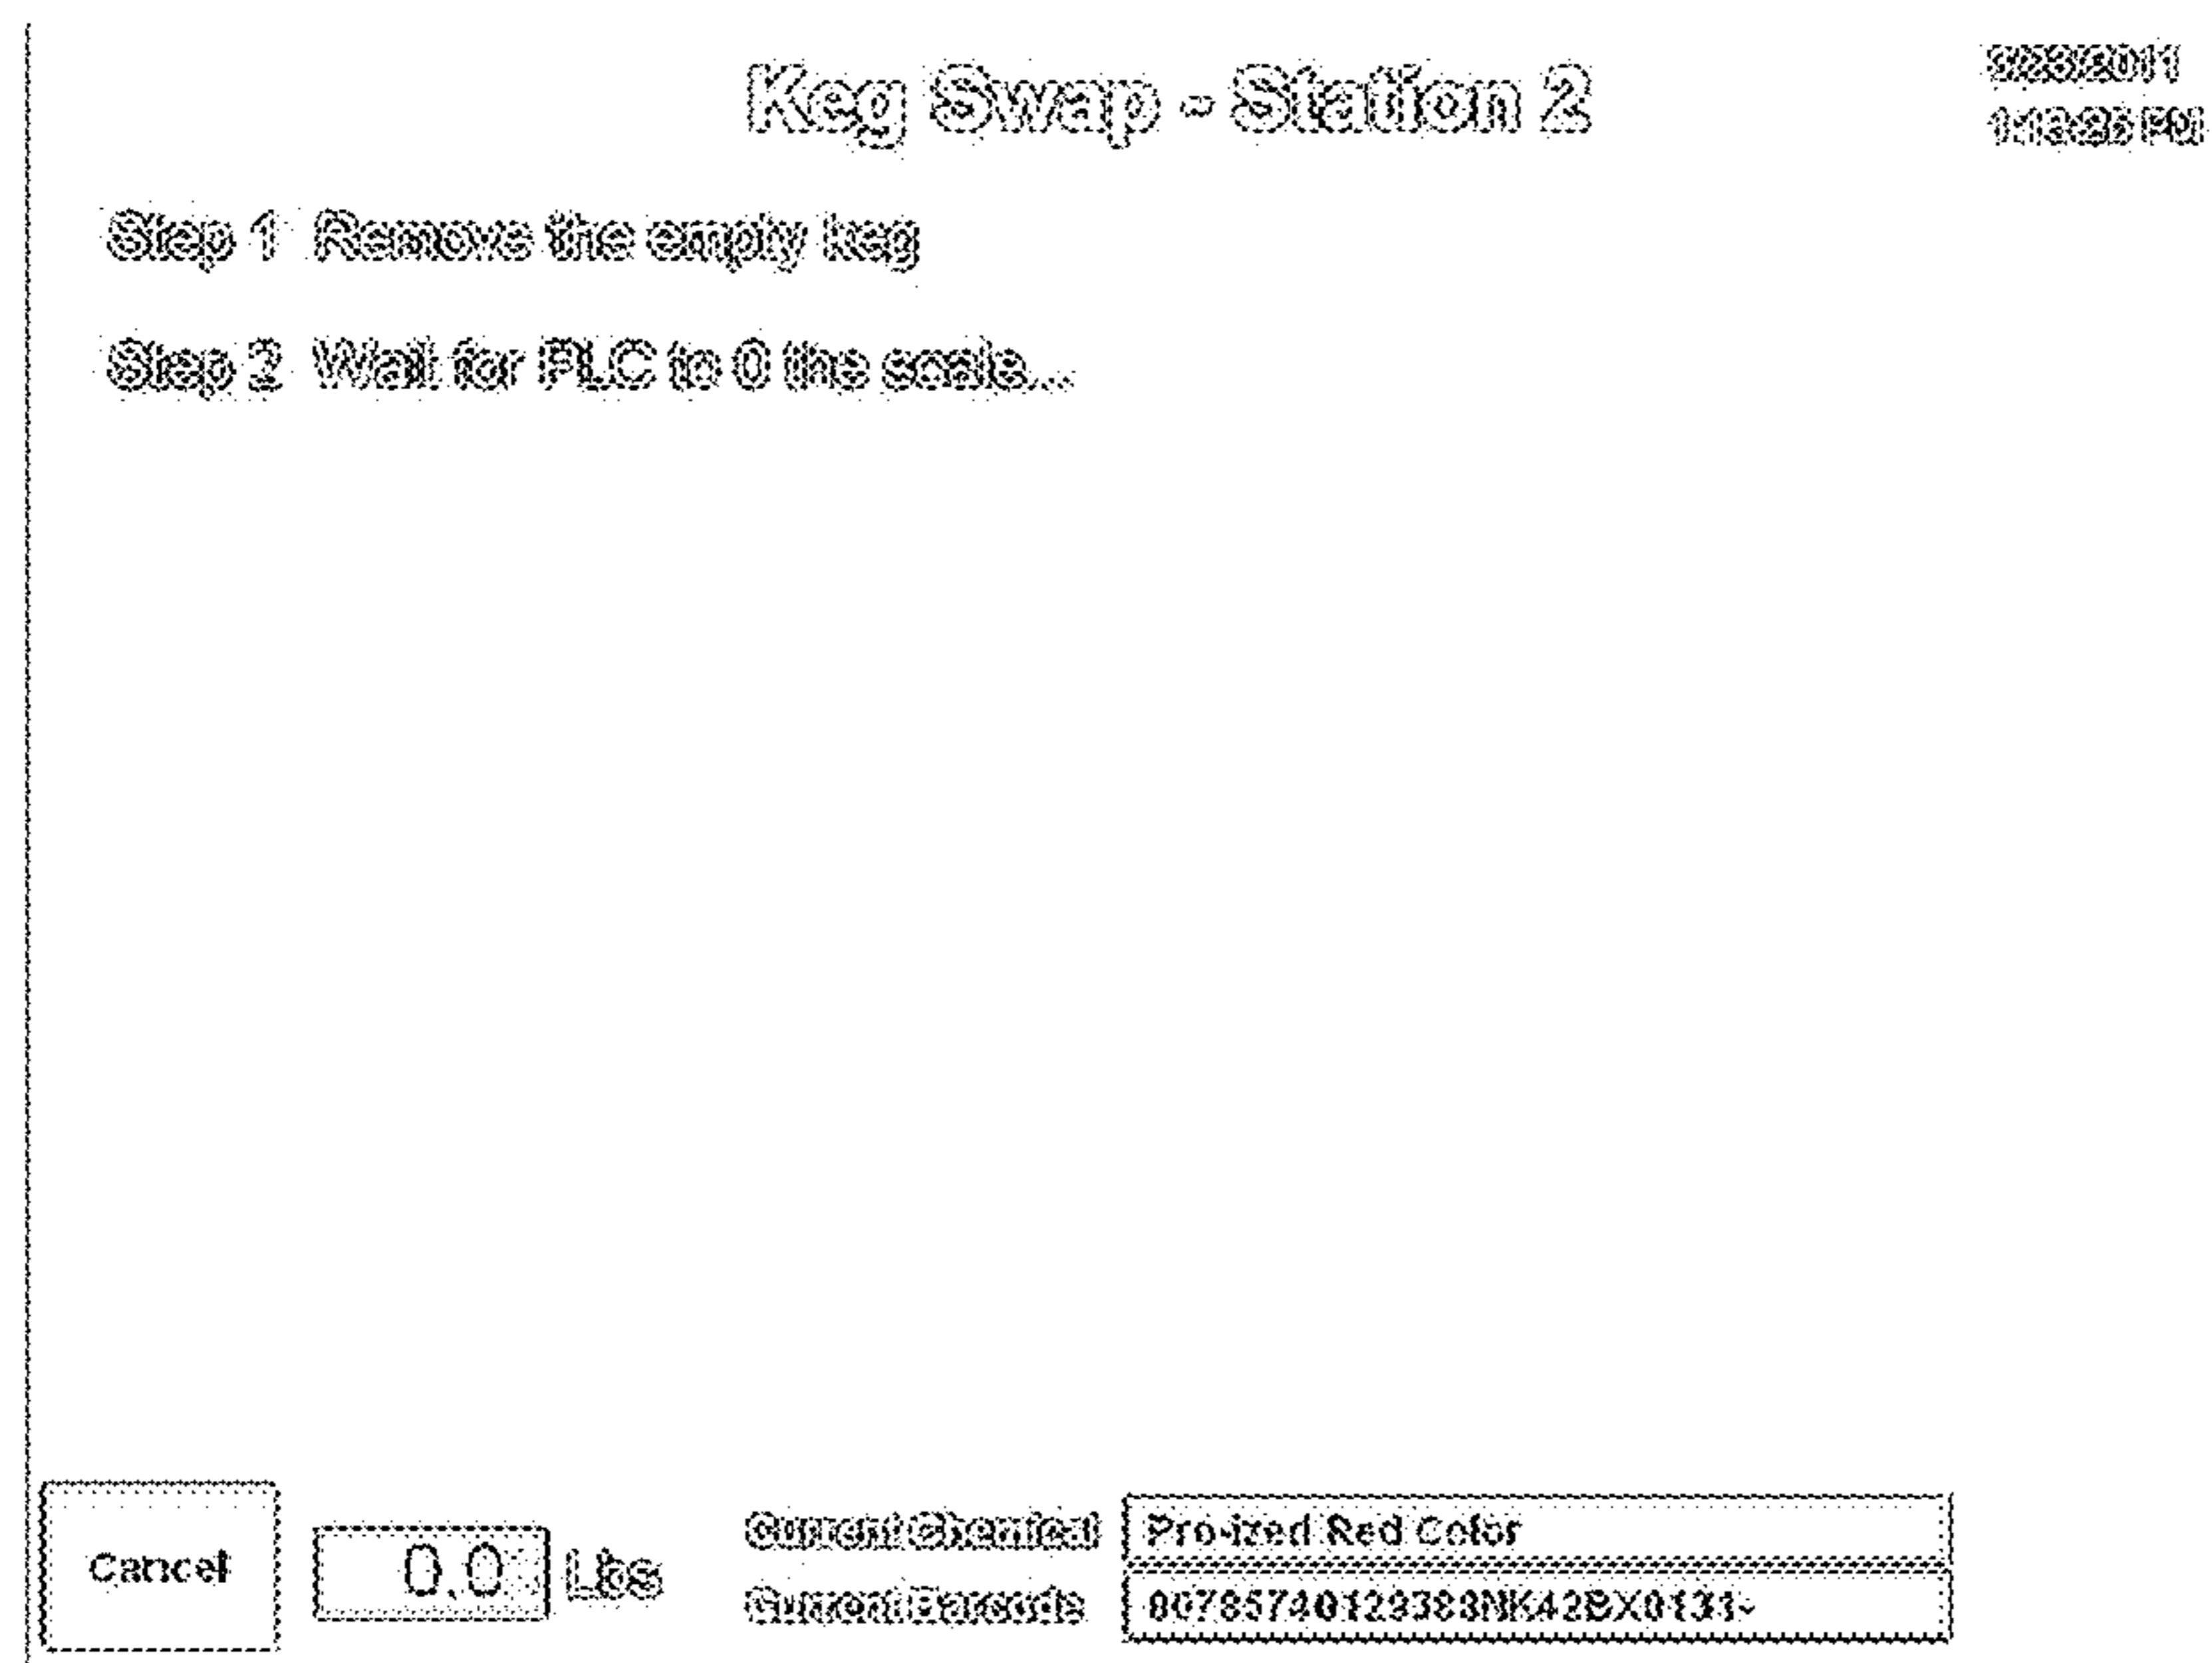 Keg Swap - Station 2
Step 1 Remove the empty keg
Step 2 Wait for PLC to 0 the scale...
Cancel
0.0 Lbs
Current Chemical Pro-ized Red Color
Current Barcode